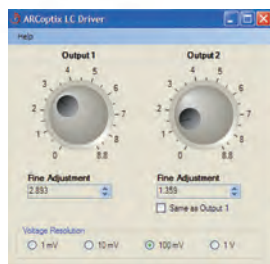 ARCoptix LC Driver
Help
Output 1 Output 2
4 5 4 5
3 6 3 6
2 7 2 7
1 8 1 8
0 8.8 0 8.8
Fine Adjustment Fine Adjustment
2.893 1.359
Same as Output 1
Voltage Resolution
1 mV 10 mV 100 mV 1 V